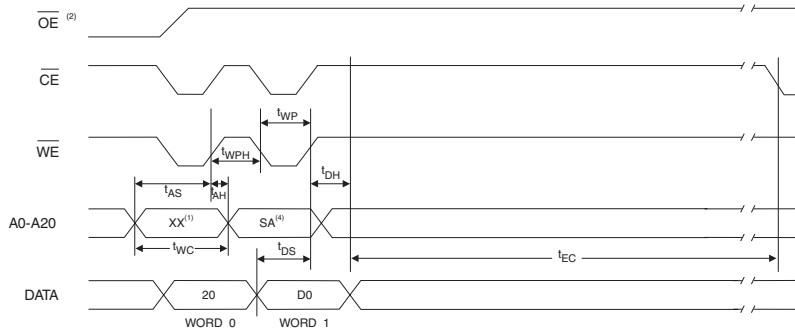 OE (2)
CE
tWP
WE
tWPH
tDH
tAS
tAH
A0-A20
XX(1)
SA(4)
tWC
tDS
tEC
DATA
20
D0
WORD 0
WORD 1